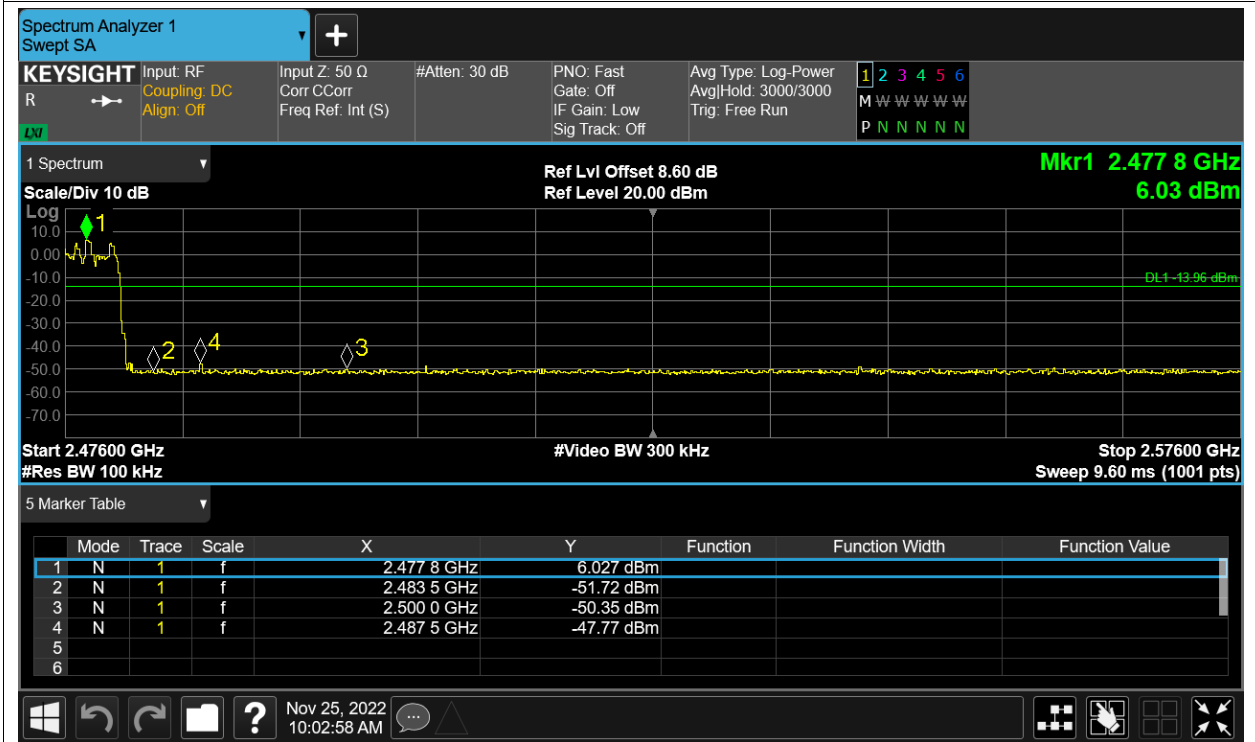 Spectrum Analyzer 1
Swept SA
+
KEYSIGHT Input: RF Input Z: 50 Ω #Atten: 30 dB PNO: Fast Avg Type: Log-Power 1 2 3 4 5 6
R Coupling: DC Corr CCorr Gate: Off Avg|Hold: 3000/3000 M W W W W W
Align: Off Freq Ref: Int (S) IF Gain: Low Trig: Free Run
LXI Sig Track: Off P N N N N N
1 Spectrum Ref Lvl Offset 8.60 dB Mkr1 2.477 8 GHz
Scale/Div 10 dB Ref Level 20.00 dBm 6.03 dBm
Log
1
10.0
0.00
-10.0
DL1 -13.96 dBm
-20.0
-30.0
-40.0
2 4 3
-50.0
-60.0
-70.0
Start 2.47600 GHz #Video BW 300 kHz Stop 2.57600 GHz
#Res BW 100 kHz Sweep 9.60 ms (1001 pts)
5 Marker Table
Mode Trace Scale X Y Function Function Width Function Value
1 N 1 f 2.477 8 GHz 6.027 dBm
2 N 1 f 2.483 5 GHz -51.72 dBm
3 N 1 f 2.500 0 GHz -50.35 dBm
4 N 1 f 2.487 5 GHz -47.77 dBm
5
6
? Nov 25, 2022
10:02:58 AM